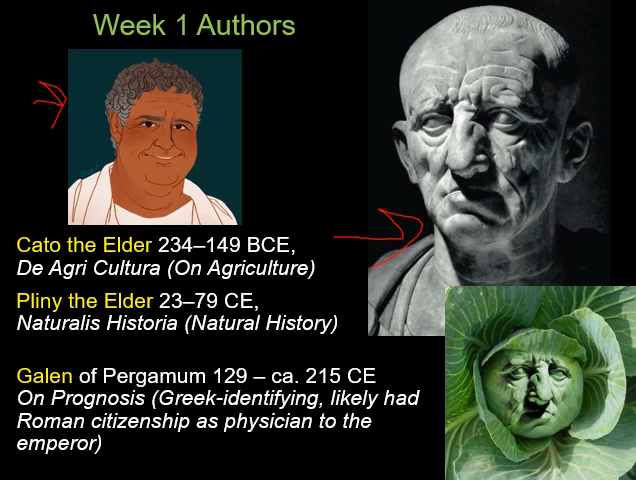 Week 1 Authors
Cato the Elder 234–149 BCE,
De Agri Cultura (On Agriculture)
Pliny the Elder 23–79 CE,
Naturalis Historia (Natural History)
Galen of Pergamum 129 – ca. 215 CE
On Prognosis (Greek-identifying, likely had
Roman citizenship as physician to the
emperor)